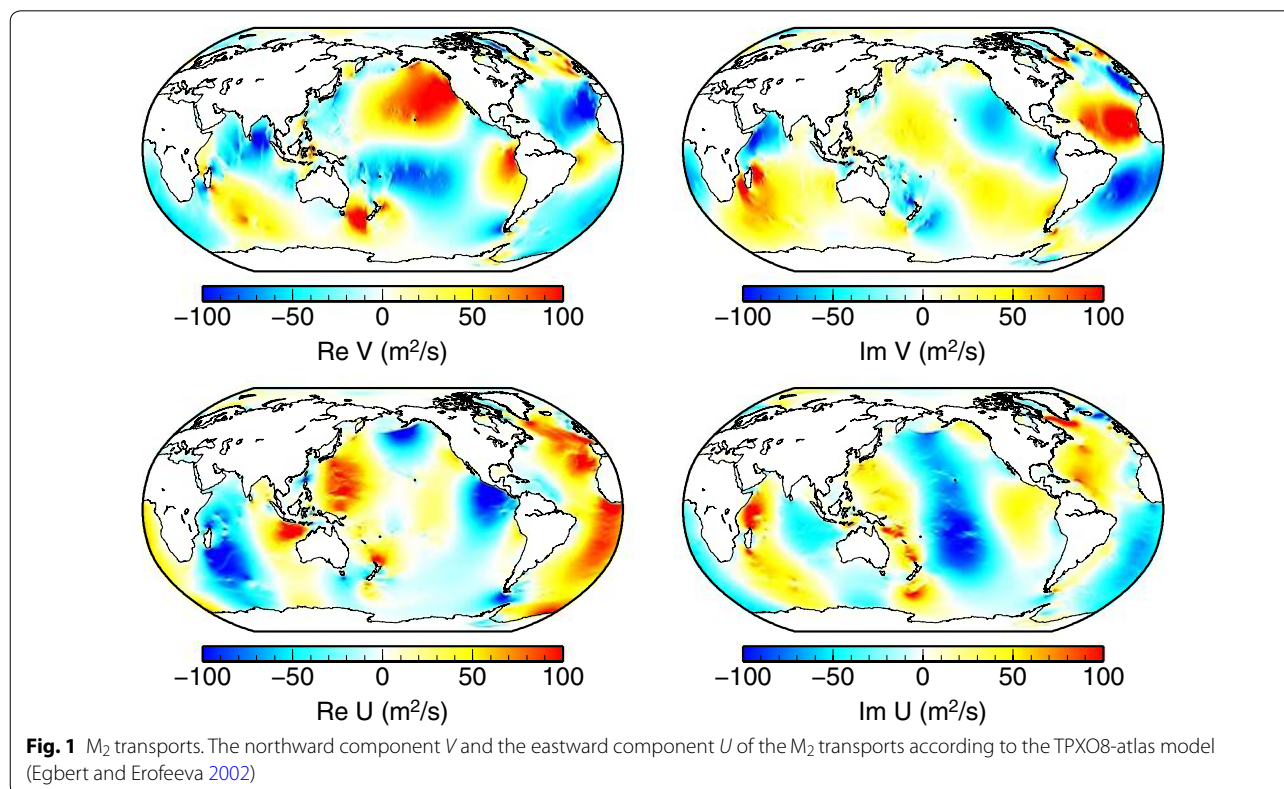 −100 −50 0 50 100 −100 −50 0 50 100
Re V (m²/s) Im V (m²/s)
−100 −50 0 50 100 −100 −50 0 50 100
Re U (m²/s) Im U (m²/s)
Fig. 1 M₂ transports. The northward component V and the eastward component U of the M₂ transports according to the TPXO8-atlas model
(Egbert and Erofeeva 2002)